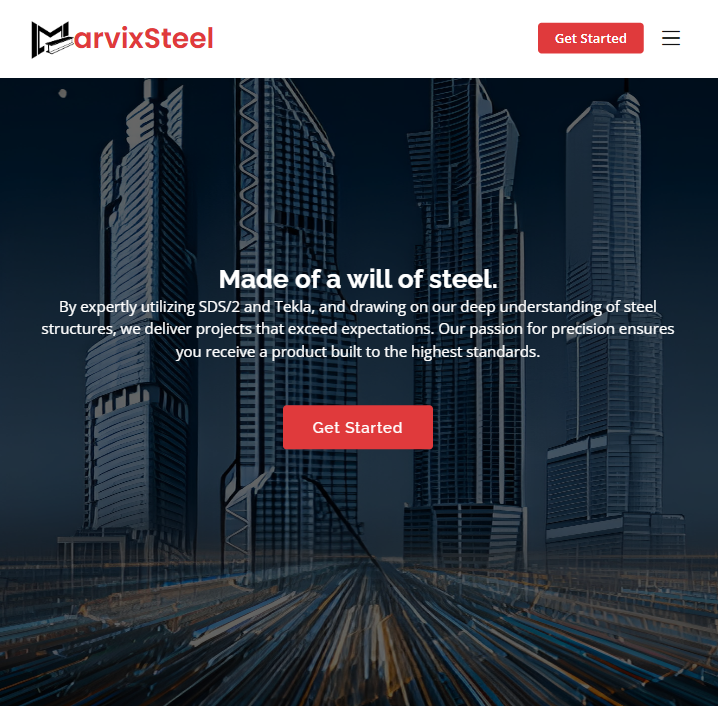 MarvixSteel
Get Started
Made of a will of steel.
By expertly utilizing SDS/2 and Tekla, and drawing on our deep understanding of steel
structures, we deliver projects that exceed expectations. Our passion for precision ensures
you receive a product built to the highest standards.
Get Started